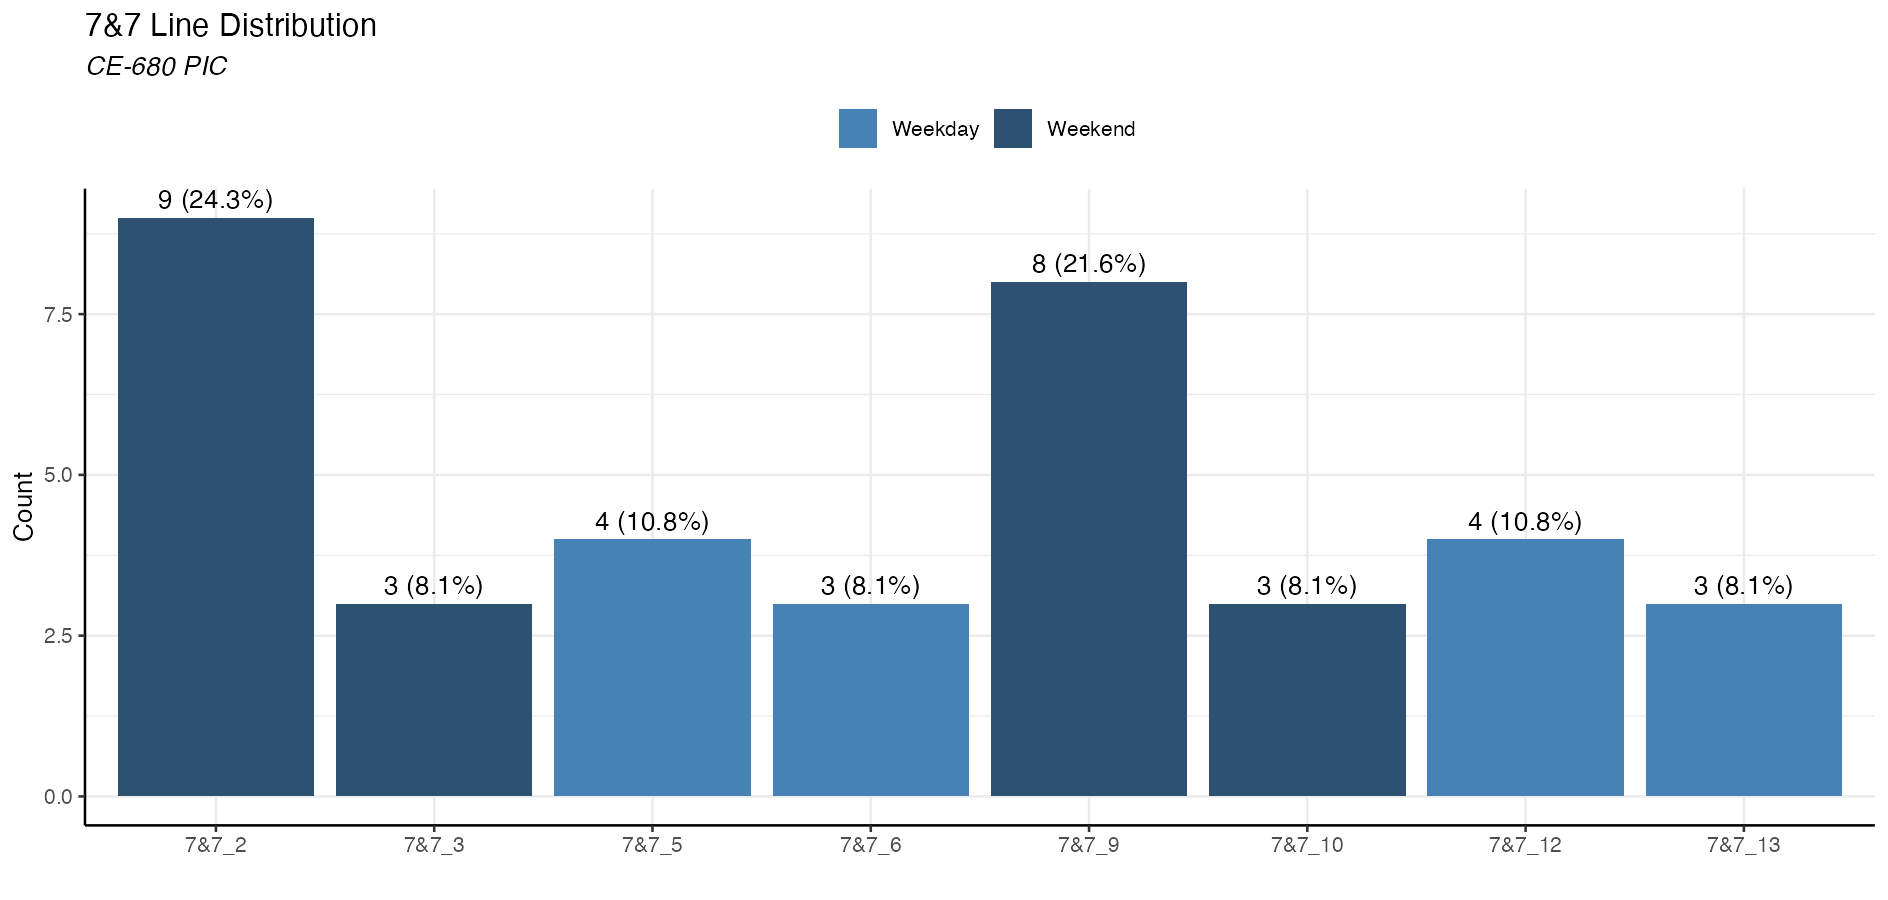 7&7 Line Distribution
CE-680 PIC
Weekday Weekend
9 (24.3%)
8 (21.6%)
7.5
5.0
Count
4 (10.8%)
4 (10.8%)
3 (8.1%)
3 (8.1%)
3 (8.1%)
3 (8.1%)
2.5
0.0
7&7_2 7&7_3 7&7_5 7&7_6 7&7_9 7&7_10 7&7_12 7&7_13